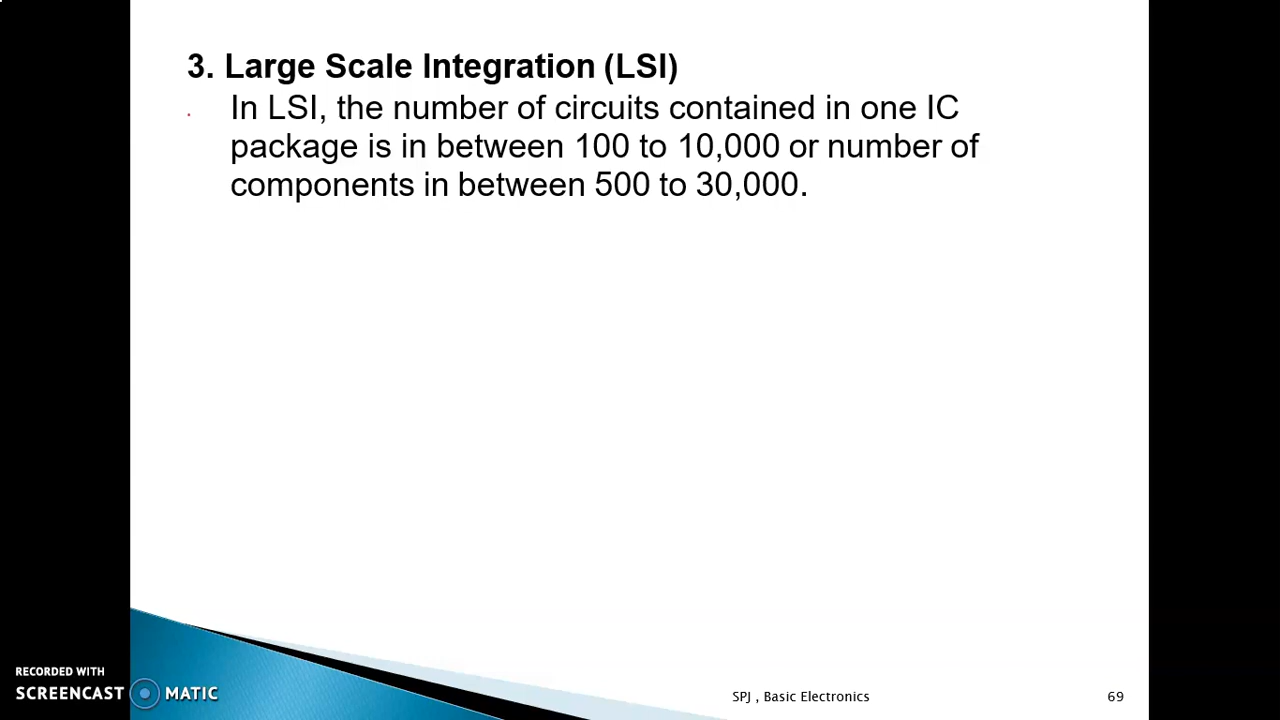 3. Large Scale Integration (LSI)
In LSI, the number of circuits contained in one IC
package is in between 100 to 10,000 or number of
components in between 500 to 30,000.
RECORDED WITH
SCREENCAST MATIC
SPJ , Basic Electronics
69